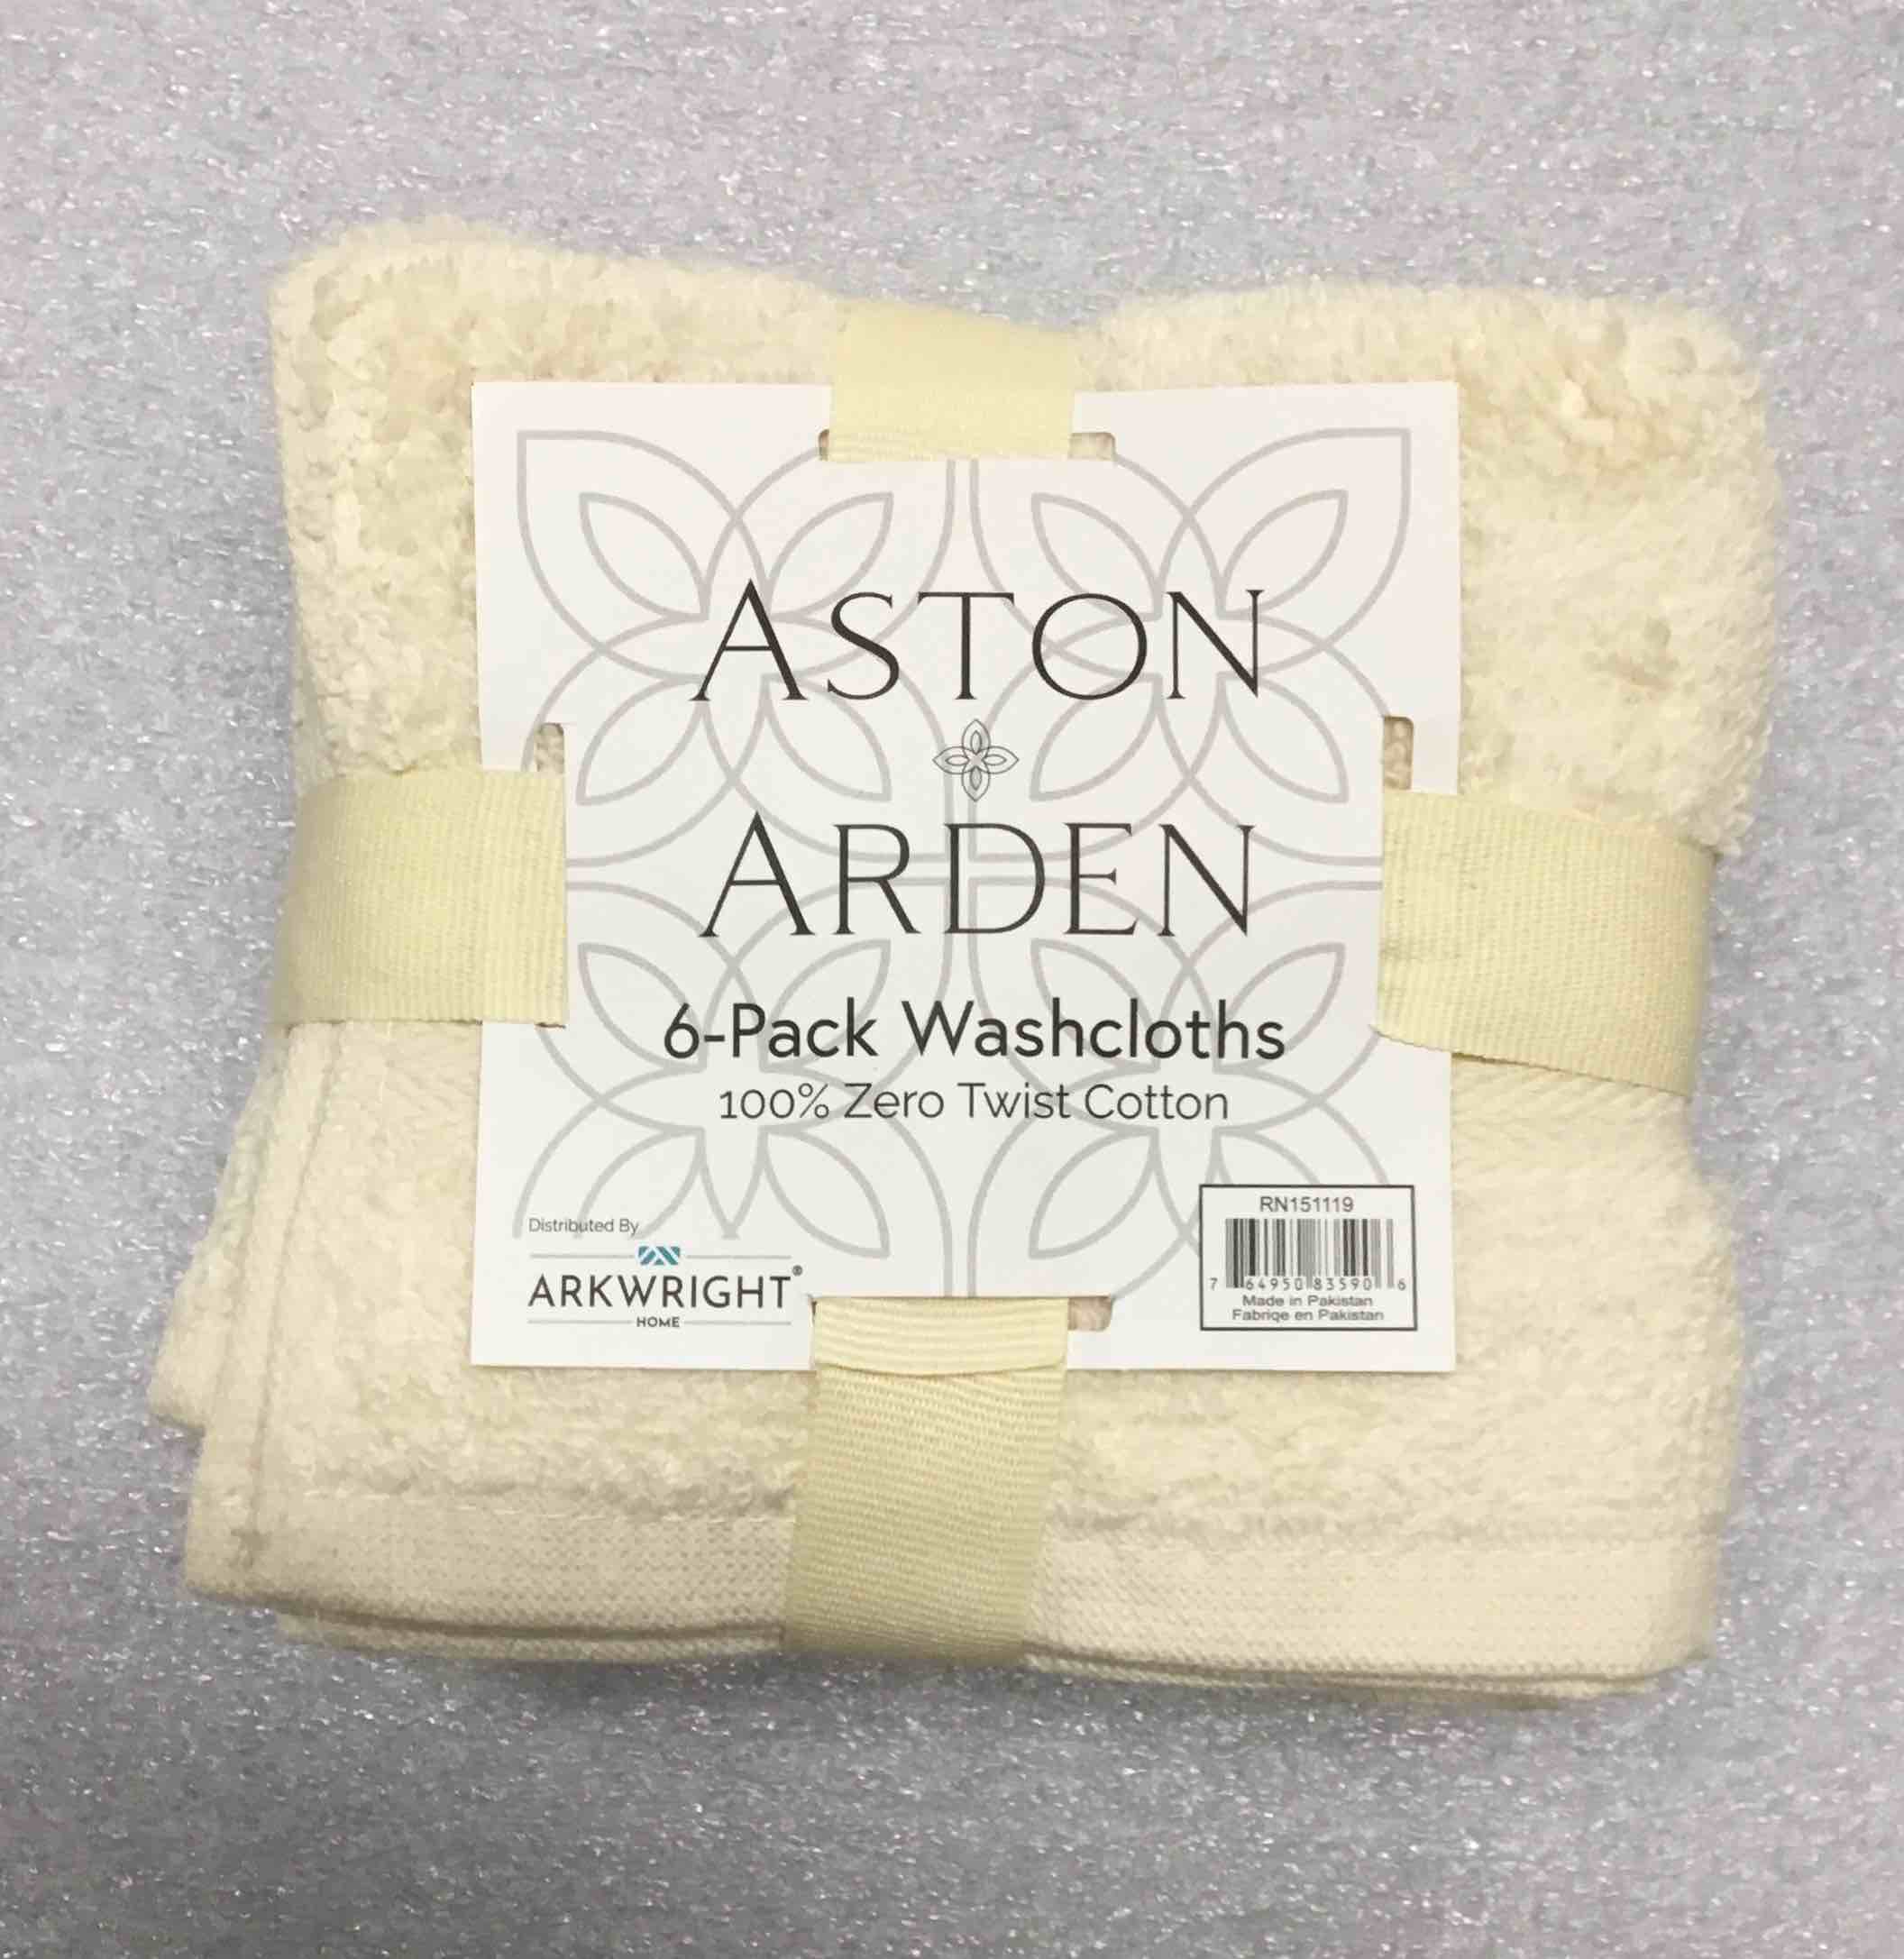 ASTON
ARDEN
6-Pack Washcloths
100% Zero Twist Cotton
Distributed By
ARKWRIGHT®
HOME
RN151119
7 64950 83590 6
Made in Pakistan
Fabriqe en Pakistan